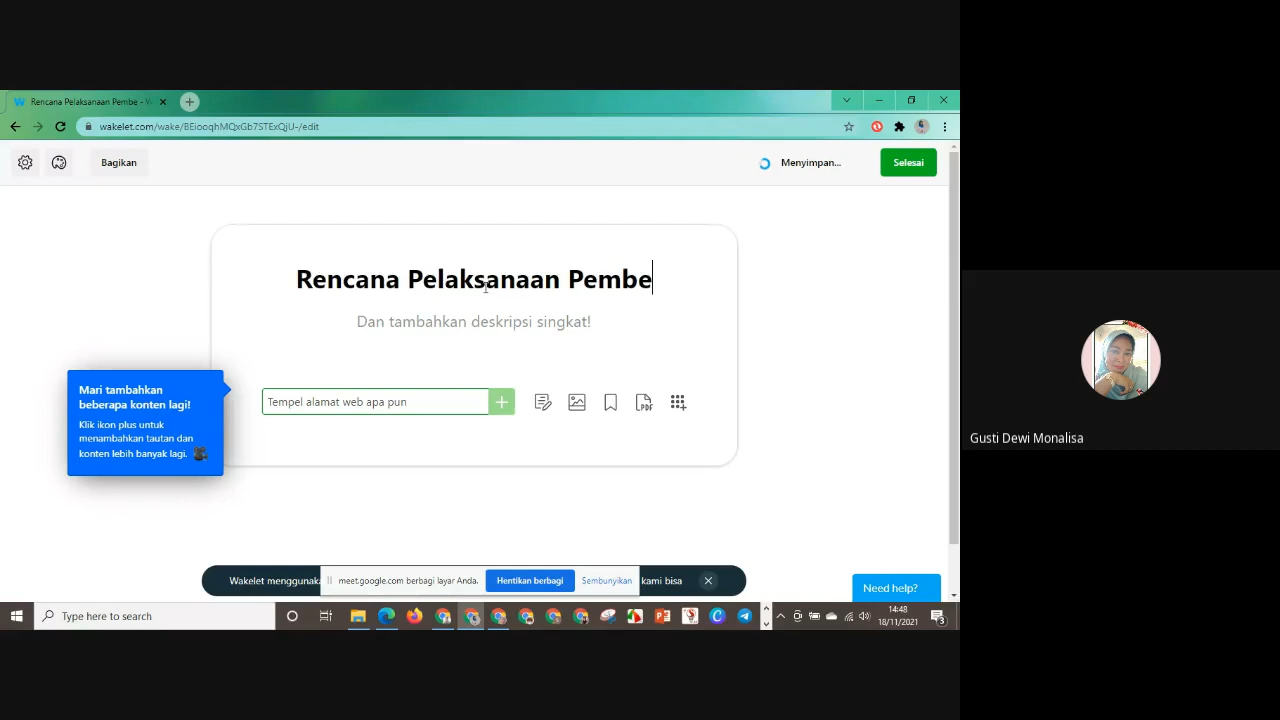 Rencana Pelaksanaan Pembe - W
wakelet.com/wake/BEiooqhMQxGb7STExQjU-/edit
Bagikan
Menyimpan...
Selesai
Rencana Pelaksanaan Pembe
Dan tambahkan deskripsi singkat!
Mari tambahkan
beberapa konten lagi!
Klik ikon plus untuk
menambahkan tautan dan
konten lebih banyak lagi.
Tempel alamat web apa pun
PDF
Gusti Dewi Monalisa
Wakelet menggunaka
meet.google.com berbagi layar Anda.
Hentikan berbagi
Sembunyikan
kami bisa
Need help?
Type here to search
14:48
18/11/2021
3